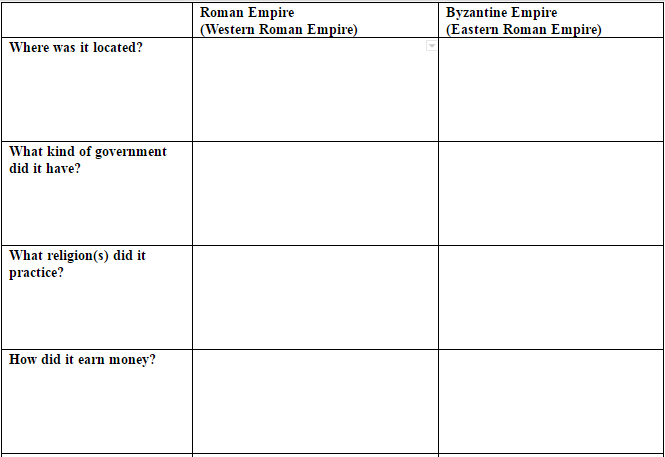 Roman Empire
(Western Roman Empire)
Byzantine Empire
(Eastern Roman Empire)
Where was it located?
What kind of government
did it have?
What religion(s) did it
practice?
How did it earn money?